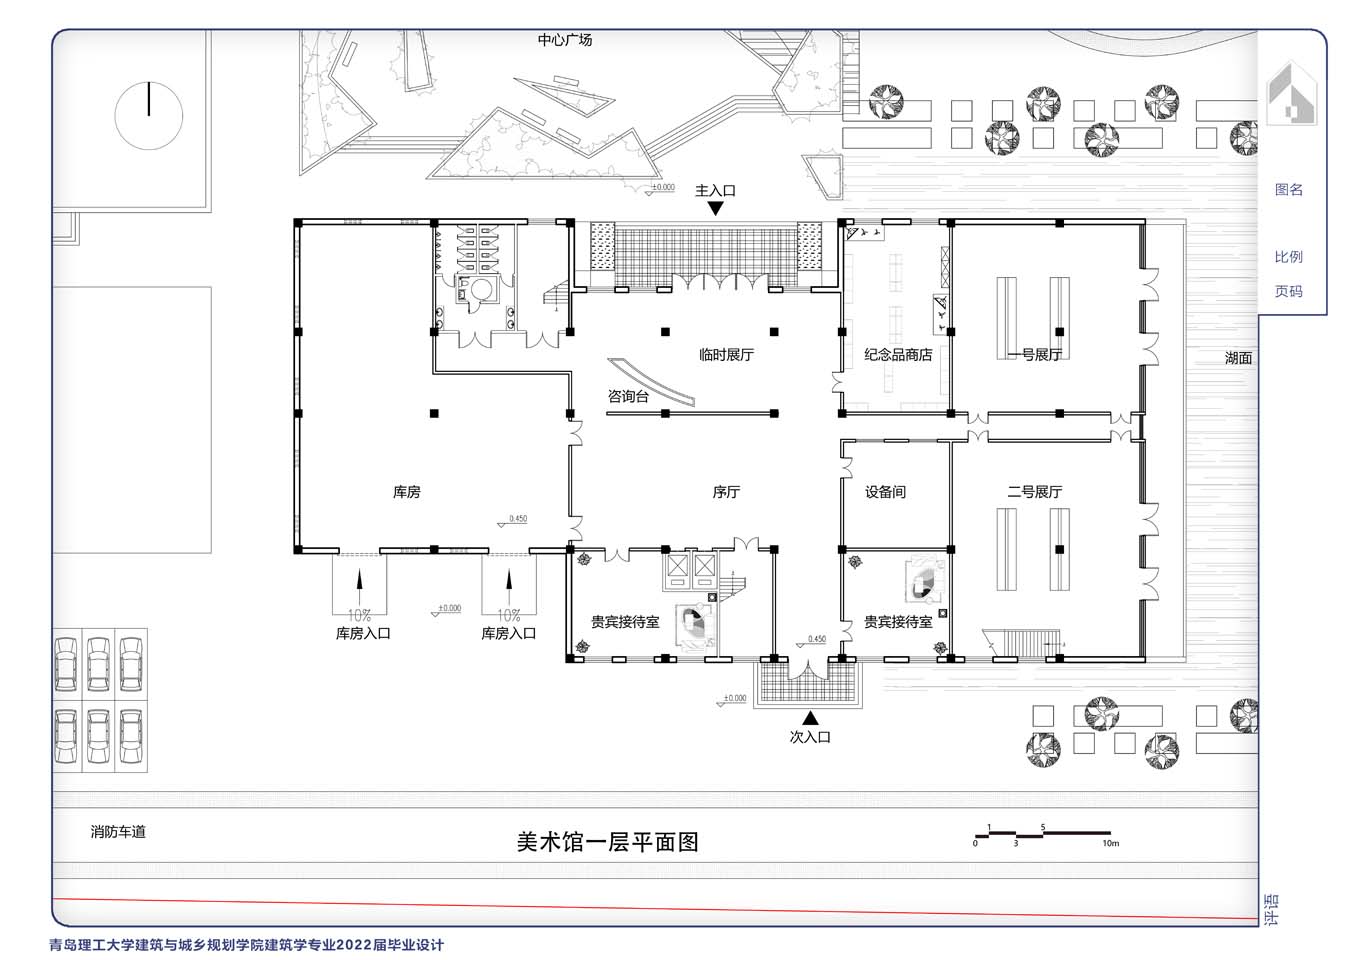 中心广场
图名
±0.000
主入口
比例
页码
临时展厅
纪念品商店
一号展厅
湖面
咨询台
库房
序厅
设备间
二号展厅
0.450
±0.000
10%
10%
贵宾接待室
贵宾接待室
库房入口
库房入口
0.450
±0.000
次入口
消防车道
美术馆一层平面图
1
5
0
3
10m
评语
青岛理工大学建筑与城乡规划学院建筑学专业2022届毕业设计